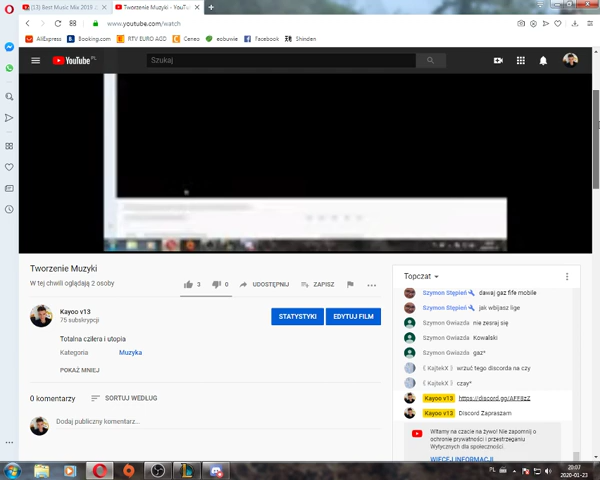 (13) Best Music Mix 2019
Tworzenie Muzyki - YouTu
www.youtube.com/watch
AliExpress
Booking.com
RTV EURO AGD
Ceneo
eobuwie
Facebook
Shinden
YouTube PL
Szukaj
Tworzenie Muzyki
W tej chwili oglądają 2 osoby
3
0
UDOSTĘPNIJ
ZAPISZ
Kayoo v13
75 subskrypcji
STATYSTYKI
EDYTUJ FILM
Totalna czilera i utopia
Kategoria
Muzyka
POKAŻ MNIEJ
0 komentarzy
SORTUJ WEDŁUG
Dodaj publiczny komentarz...
Topczat
Szymon Stępień dawaj gaz fife mobile
Szymon Stępień jak wbijasz lige
Szymon Gwiazda nie zesraj się
Szymon Gwiazda Kowalski
Szymon Gwiazda gaz*
( KajtekX ) wrzuć tego discorda na czy
( KajtekX ) czay*
Kayoo v13 https://discord.gg/AFF8zZ
Kayoo v13 Discord Zapraszam
Witamy na czacie na żywo! Nie zapomnij o
ochronie prywatności i przestrzeganiu
Wytycznych dla społeczności.
WIĘCEJ INFORMACJI
PL
20:07
2020-01-23